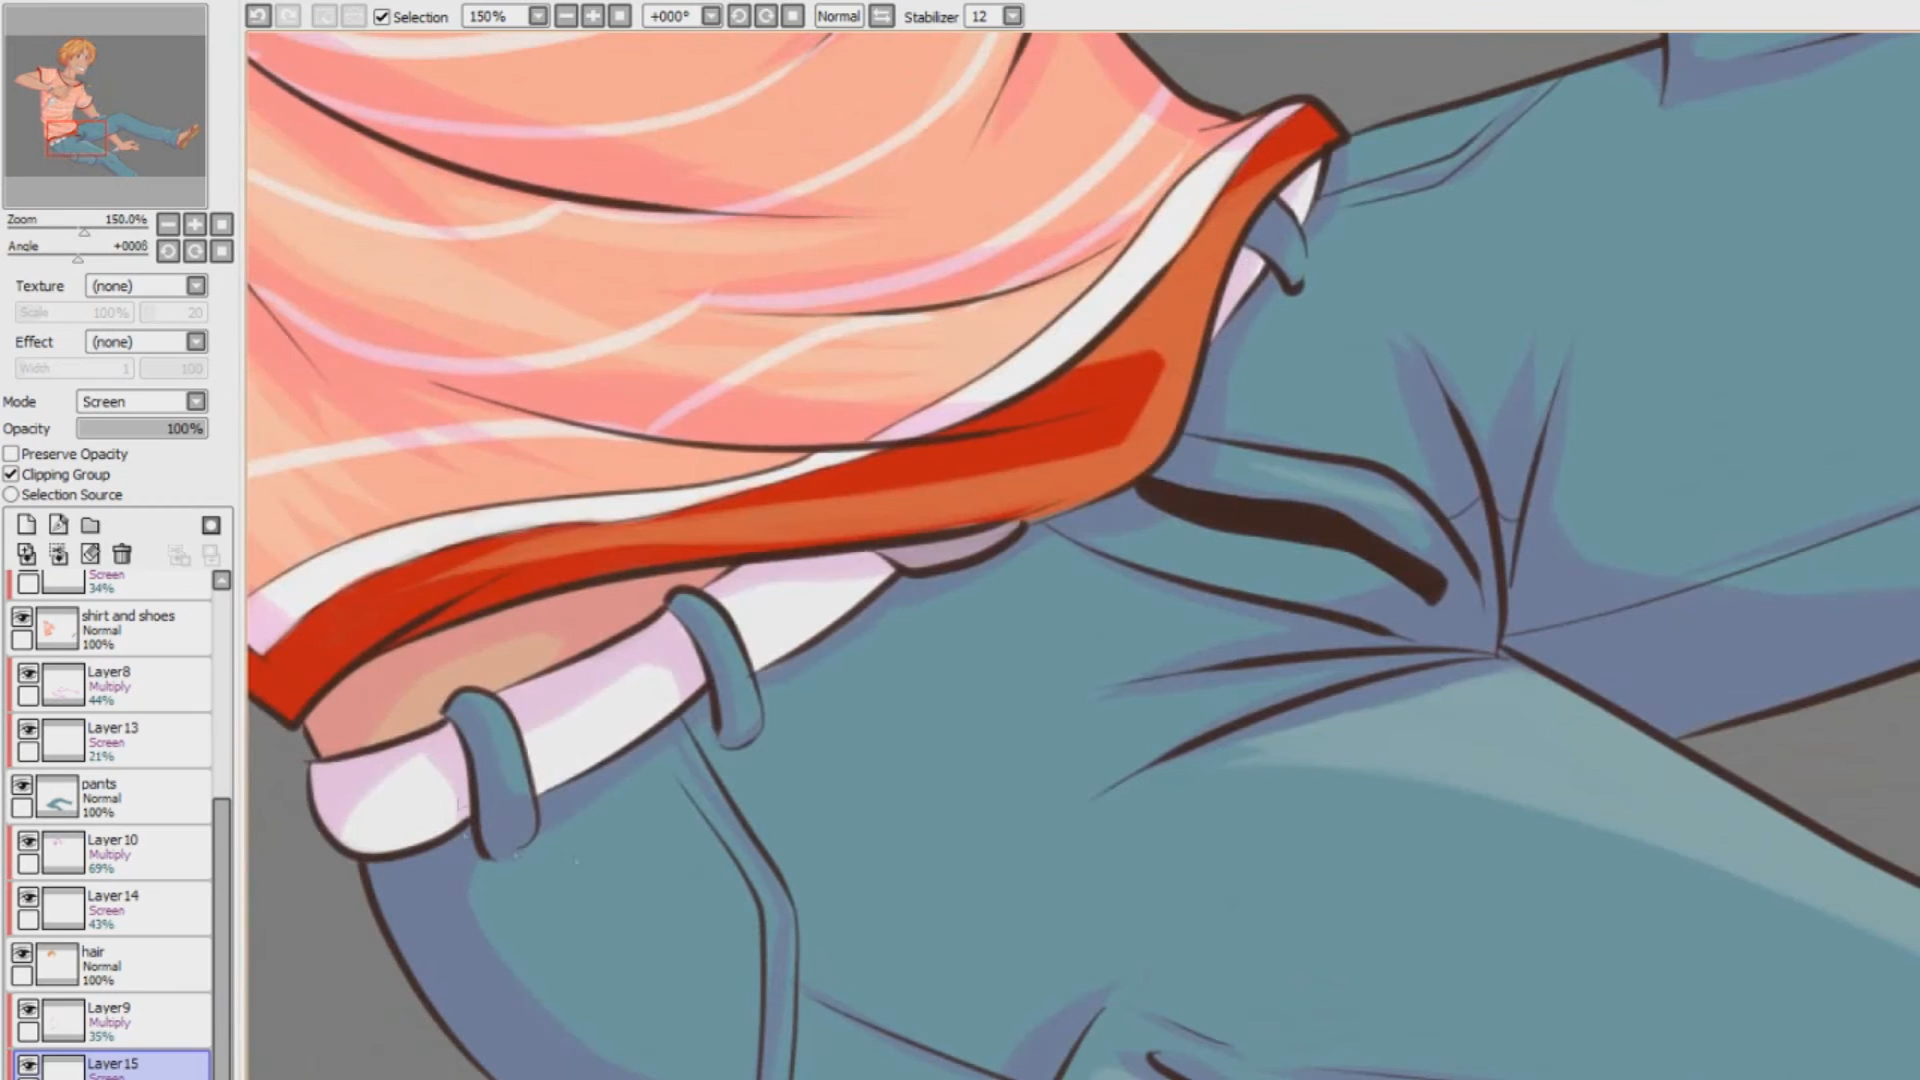 Selection 150% +000° Normal Stabilizer 12
Zoom 150.0%
Angle +000§
Texture (none)
Scale 100% 20
Effect (none)
Width 1 100
Mode Screen
Opacity 100%
Preserve Opacity
Clipping Group
Selection Source
Screen
34%
shirt and shoes
Normal
100%
Layer8
Multiply
44%
Layer13
Screen
21%
pants
Normal
100%
Layer10
Multiply
69%
Layer14
Screen
43%
hair
Normal
100%
Layer9
Multiply
35%
Layer15
Screen